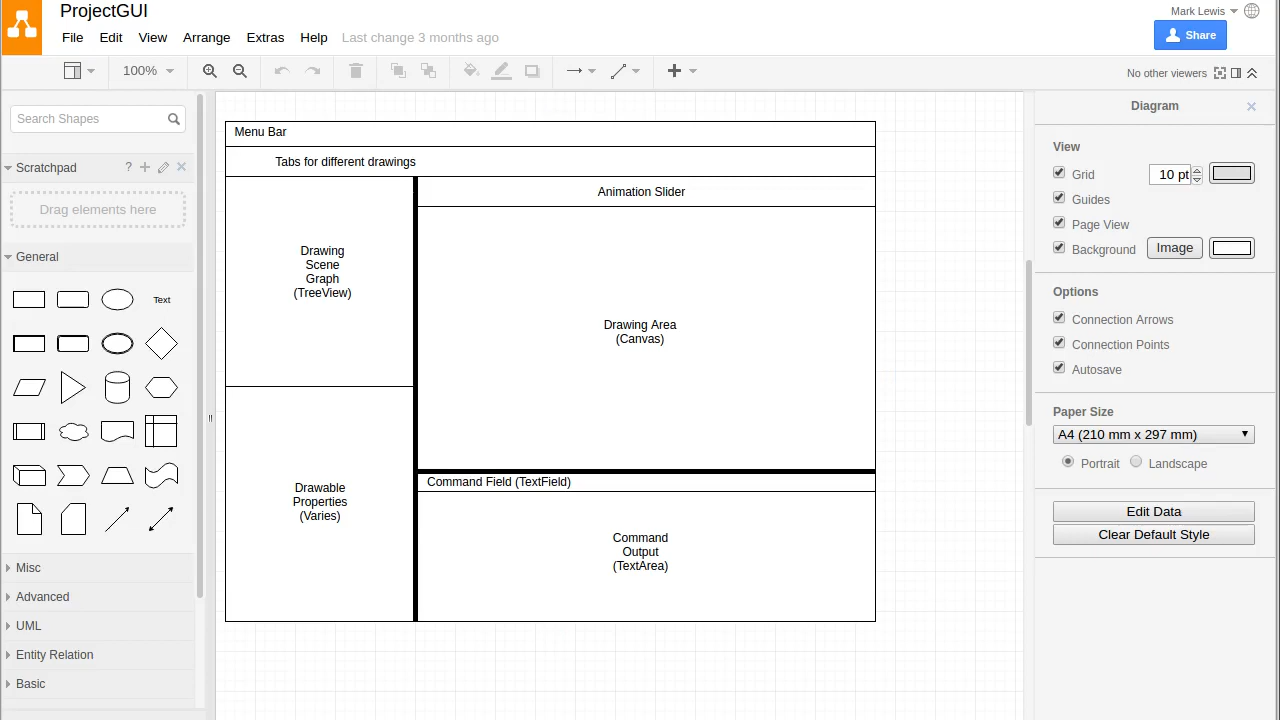 ProjectGUI
Mark Lewis
File Edit View Arrange Extras Help Last change 3 months ago
Share
100%
No other viewers
Search Shapes
Scratchpad ?
Drag elements here
General
Text
Misc
Advanced
UML
Entity Relation
Basic
Menu Bar
Tabs for different drawings
Animation Slider
Drawing
Scene
Graph
(TreeView)
Drawing Area
(Canvas)
Drawable
Properties
(Varies)
Command Field (TextField)
Command
Output
(TextArea)
Diagram
View
Grid 10 pt
Guides
Page View
Background Image
Options
Connection Arrows
Connection Points
Autosave
Paper Size
A4 (210 mm x 297 mm)
Portrait Landscape
Edit Data
Clear Default Style